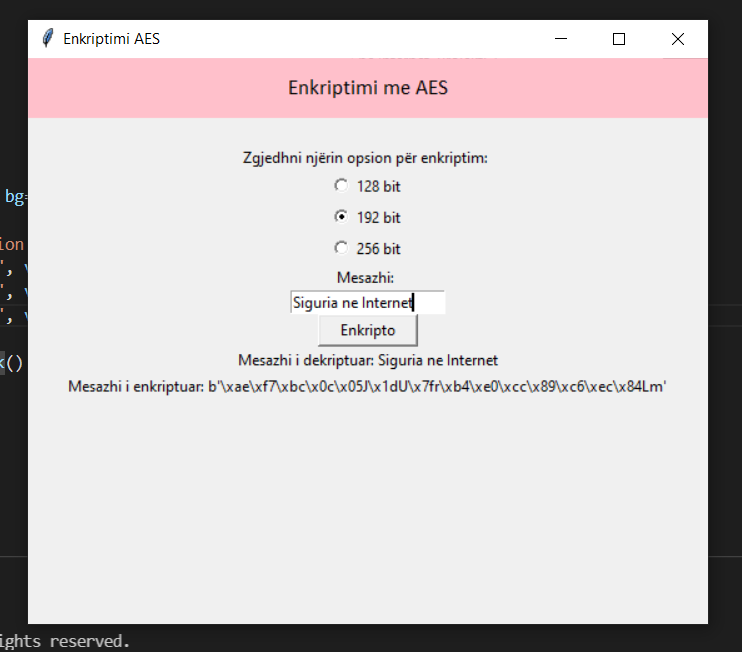 Enkriptimi AES
Enkriptimi me AES
Zgjedhni njërin opsion për enkriptim:
128 bit
192 bit
256 bit
Mesazhi:
Siguria ne Internet
Enkripto
Mesazhi i dekriptuar: Siguria ne Internet
Mesazhi i enkriptuar: b'\xae\xf7\xbc\x0c\x05J\x1dU\x7fr\xb4\xe0\xcc\x89\xc6\xec\x84Lm'
bg=
ion
', v
', v
', v
k()
ights reserved.